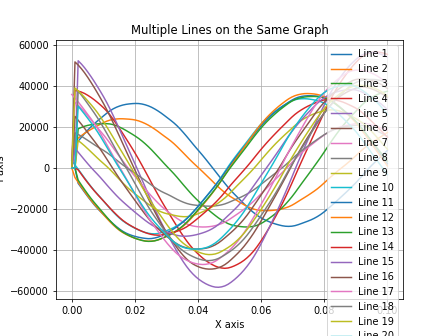 Multiple Lines on the Same Graph
60000
40000
20000
0
−20000
−40000
−60000
0.00
0.02
0.04
0.06
X axis
Line 1
Line 2
Line 3
Line 4
Line 5
Line 6
Line 7
Line 8
Line 9
Line 10
Line 11
Line 12
Line 13
Line 14
Line 15
Line 16
Line 17
Line 18
Line 19
Line 20